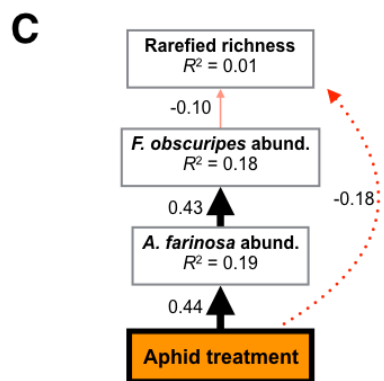 C
Rarefied richness
R² = 0.01
-0.10
F. obscuripes abund.
R² = 0.18
-0.18
0.43
A. farinosa abund.
R² = 0.19
0.44
Aphid treatment